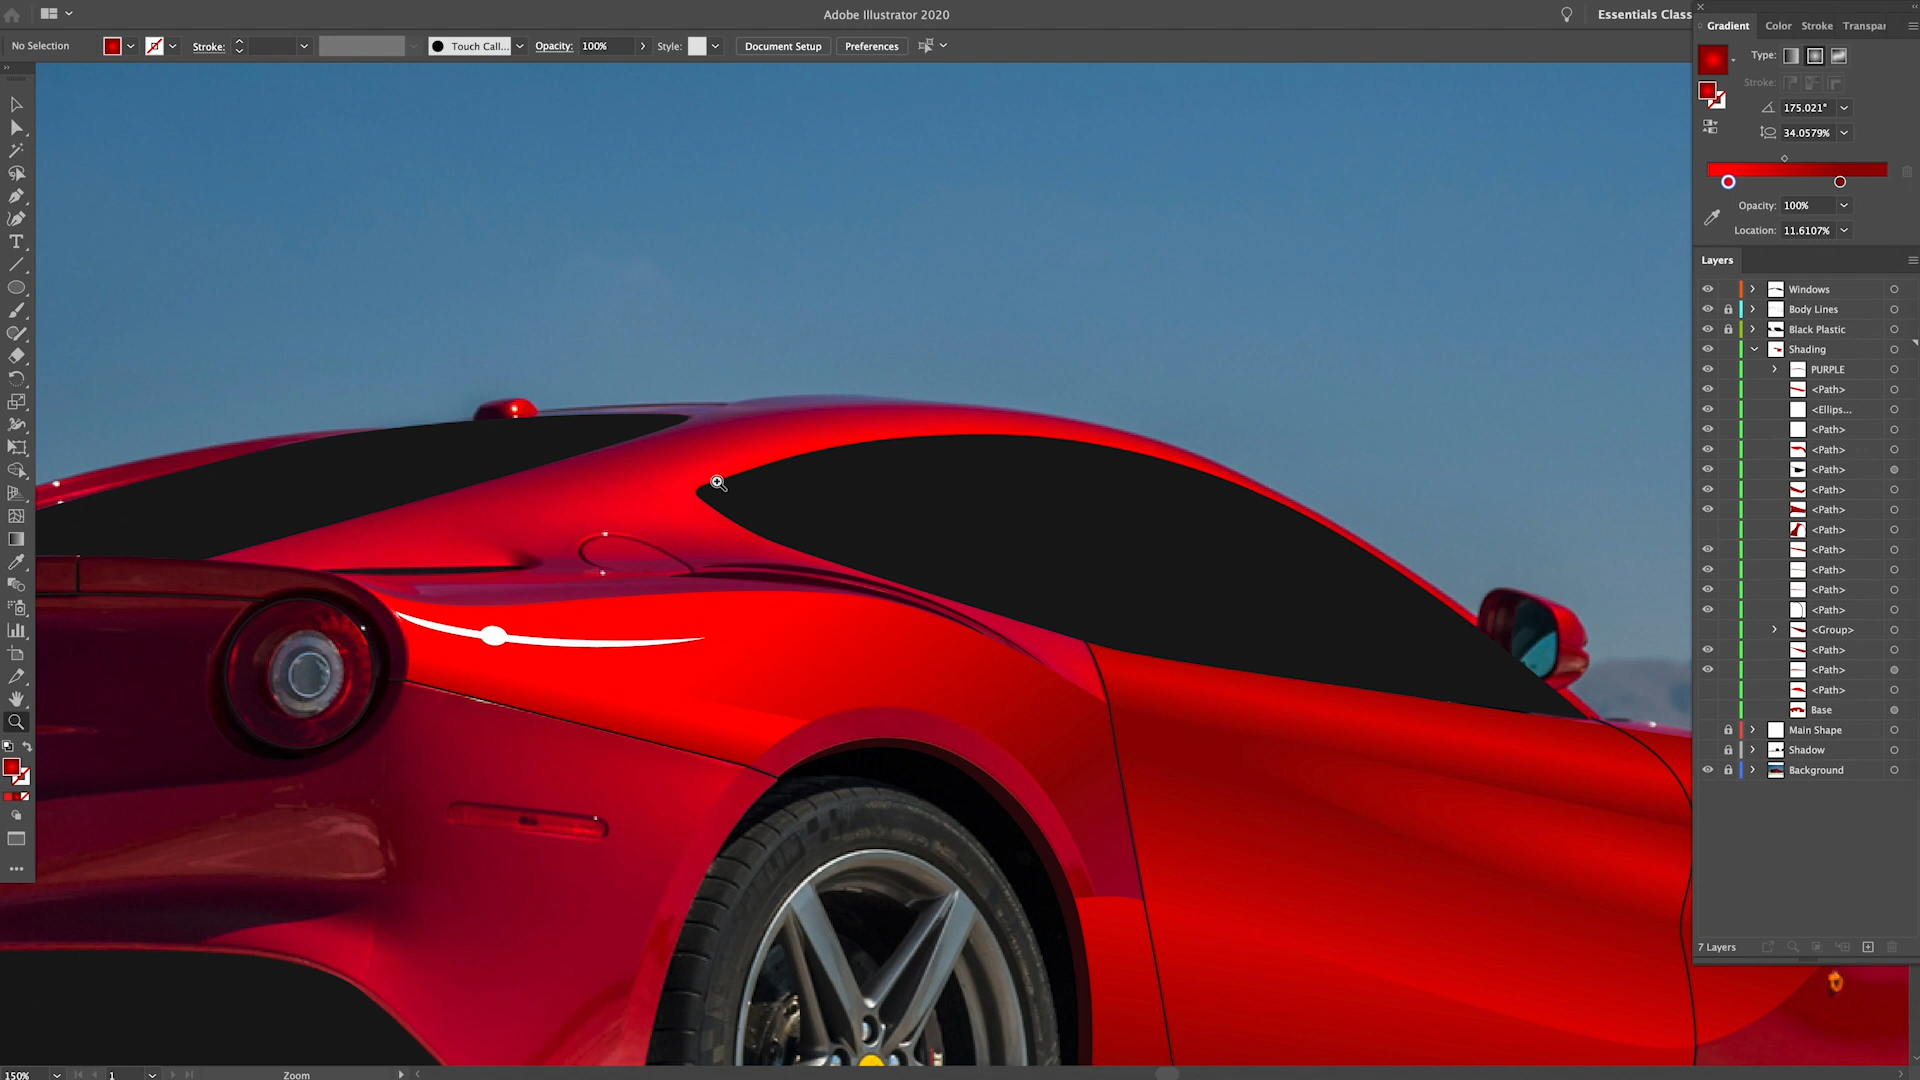 Adobe Illustrator 2020
Essentials Class
No Selection
Stroke:
Touch Call...
Opacity:
100%
Style:
Document Setup
Preferences
Gradient
Color
Stroke
Transpar
Type:
Stroke:
175.021°
34.0579%
Opacity:
100%
Location:
11.6107%
Layers
Windows
Body Lines
Black Plastic
Shading
PURPLE
<Path>
<Ellips...
<Path>
<Path>
<Path>
<Path>
<Path>
<Path>
<Path>
<Path>
<Path>
<Path>
<Group>
<Path>
<Path>
<Path>
Base
Main Shape
Shadow
Background
7 Layers
150%
1
Zoom